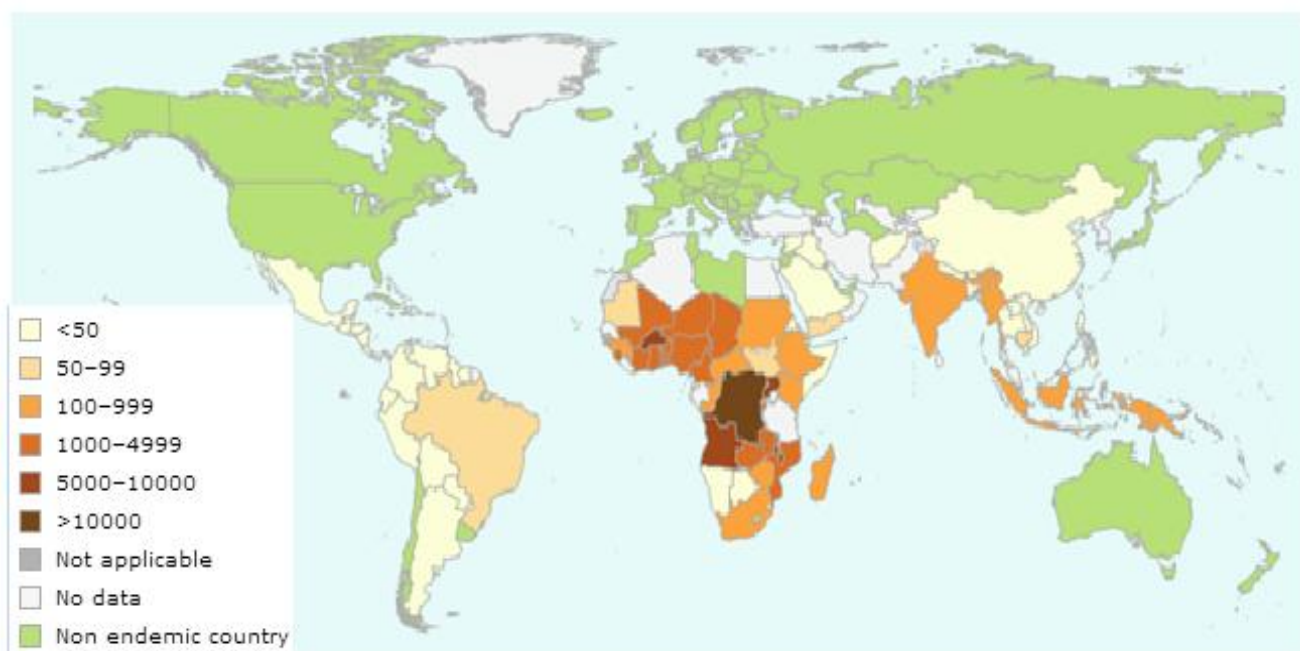 <50
50–99
100–999
1000–4999
5000–10000
>10000
Not applicable
No data
Non endemic country